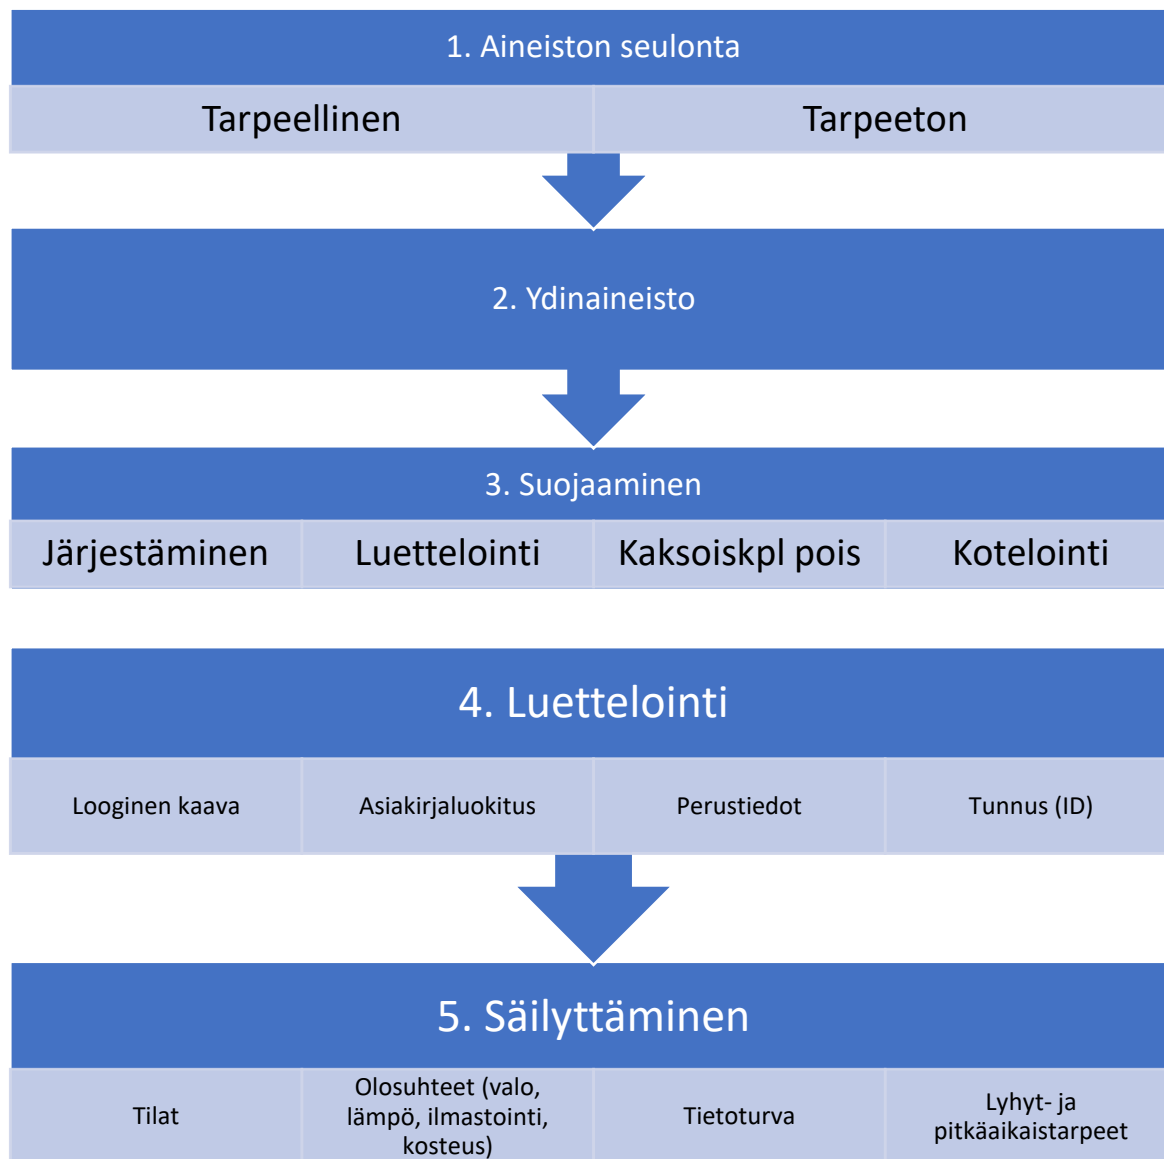 1. Aineiston seulonta
Tarpeellinen
Tarpeeton
2. Ydinaineisto
3. Suojaaminen
Järjestäminen
Luettelointi
Kaksoiskpl pois
Kotelointi
4. Luettelointi
Looginen kaava
Asiakirjaluokitus
Perustiedot
Tunnus (ID)
5. Säilyttäminen
Tilat
Olosuhteet (valo,
lämpö, ilmastointi,
kosteus)
Tietoturva
Lyhyt- ja
pitkäaikaistarpeet